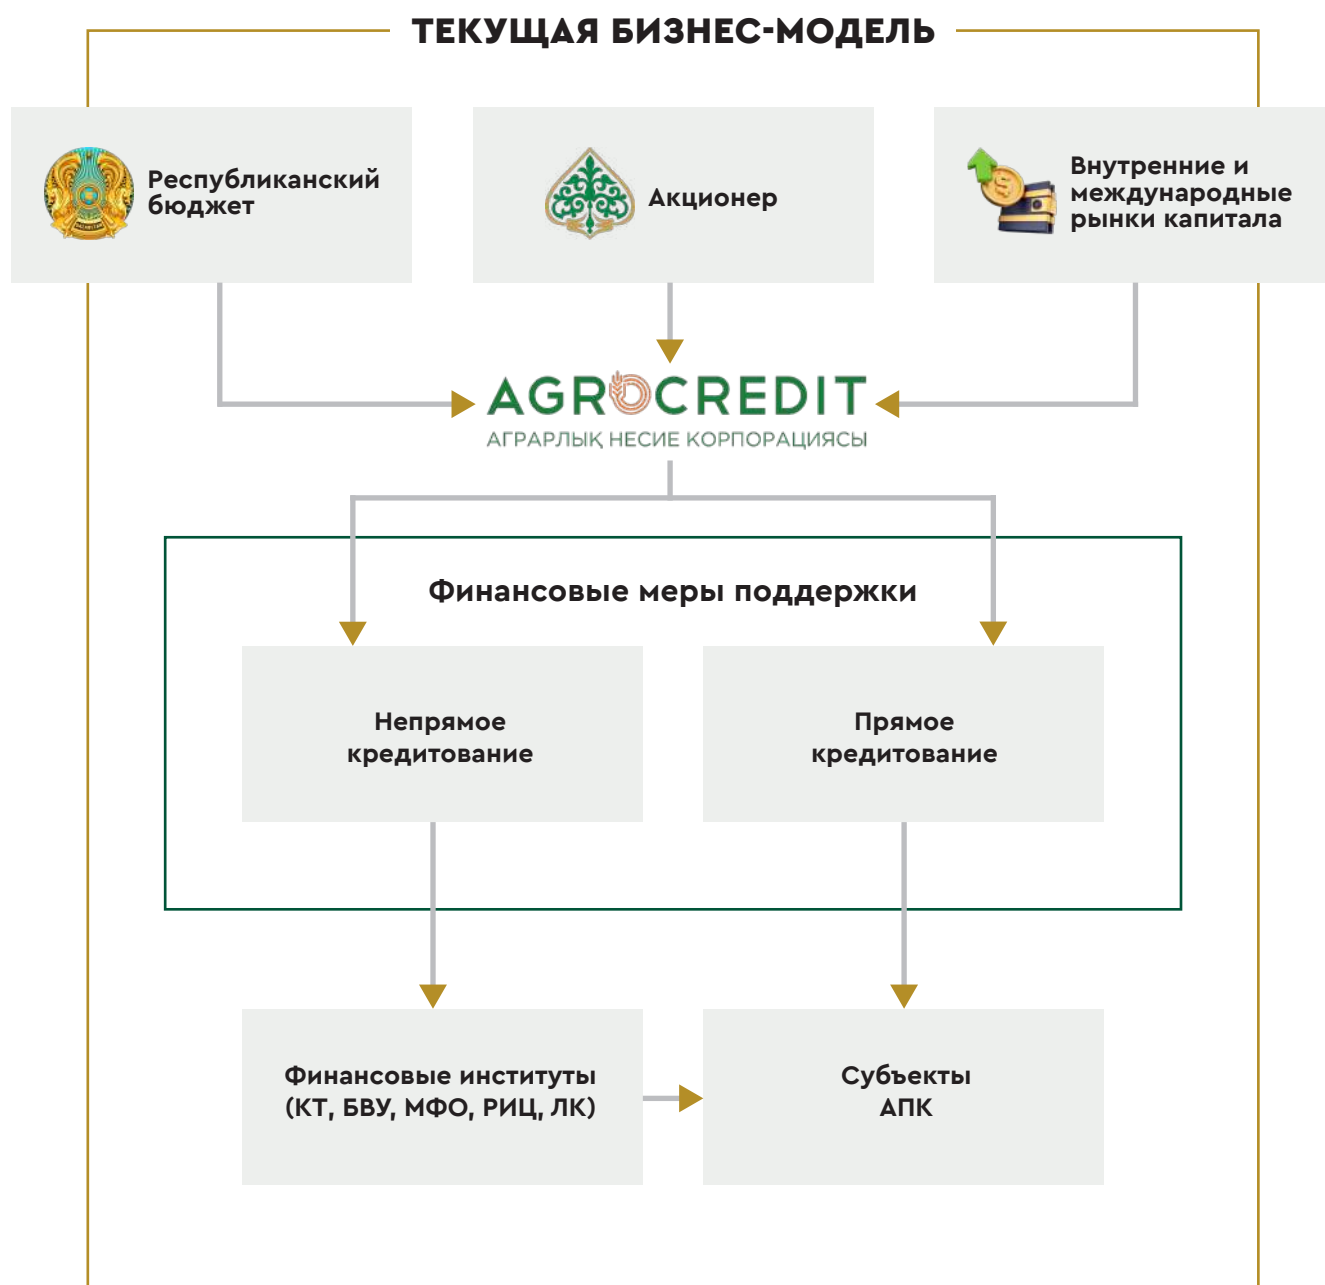 ТЕКУЩАЯ БИЗНЕС-МОДЕЛЬ
Республиканский
бюджет
Акционер
Внутренние и
международные
рынки капитала
AGROCREDIT
АГРАРЛЫҚ НЕСИЕ КОРПОРАЦИЯСЫ
Финансовые меры поддержки
Непрямое
кредитование
Прямое
кредитование
Финансовые институты
(КТ, БВУ, МФО, РИЦ, ЛК)
Субъекты
АПК